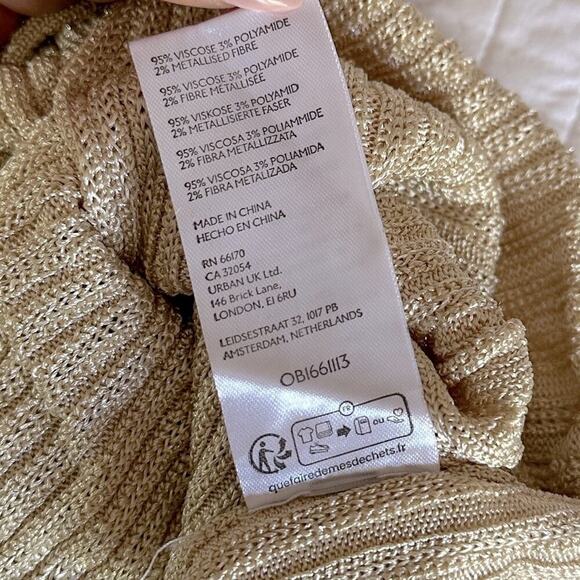 95% VISCOSE 3% POLYAMIDE
2% METALLISED FIBRE
95% VISCOSE 3% POLYAMIDE
2% FIBRE METALLISÉE
95% VISKOSE 3% POLYAMID
2% METALLISIERTE FASER
95% VISCOSA 3% POLIAMMIDE
2% FIBRA METALLIZZATA
95% VISCOSA 3% POLIAMIDA
2% FIBRA METALIZADA
MADE IN CHINA
HECHO EN CHINA
RN 66170
CA 32054
URBAN UK Ltd.
146 Brick Lane,
LONDON, E1 6RU
LEIDSESTRAAT 32, 1017 PB
AMSTERDAM, NETHERLANDS
OB1661113
FR
ou
quefairedemesdechets.fr